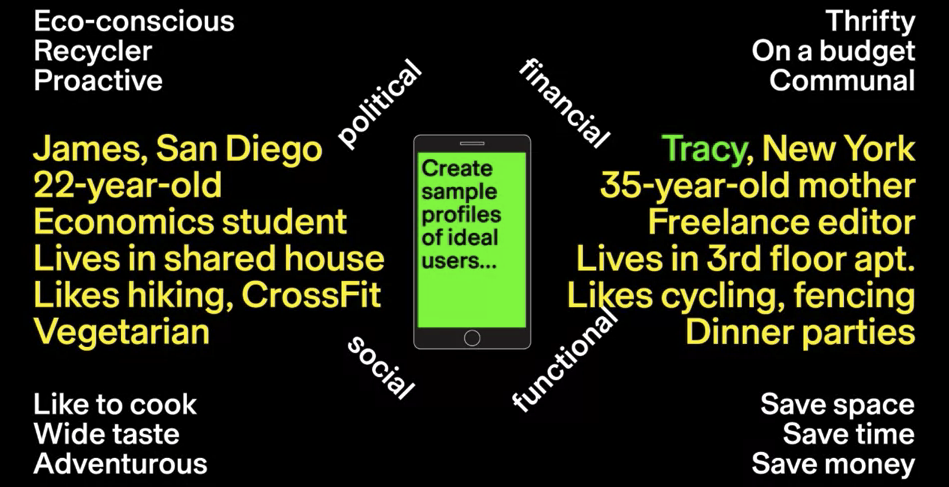 Eco-conscious
Recycler
Proactive
Thrifty
On a budget
Communal
political
financial
James, San Diego
22-year-old
Economics student
Lives in shared house
Likes hiking, CrossFit
Vegetarian
Create
sample
profiles
of ideal
users...
Tracy, New York
35-year-old mother
Freelance editor
Lives in 3rd floor apt.
Likes cycling, fencing
Dinner parties
social
functional
Like to cook
Wide taste
Adventurous
Save space
Save time
Save money